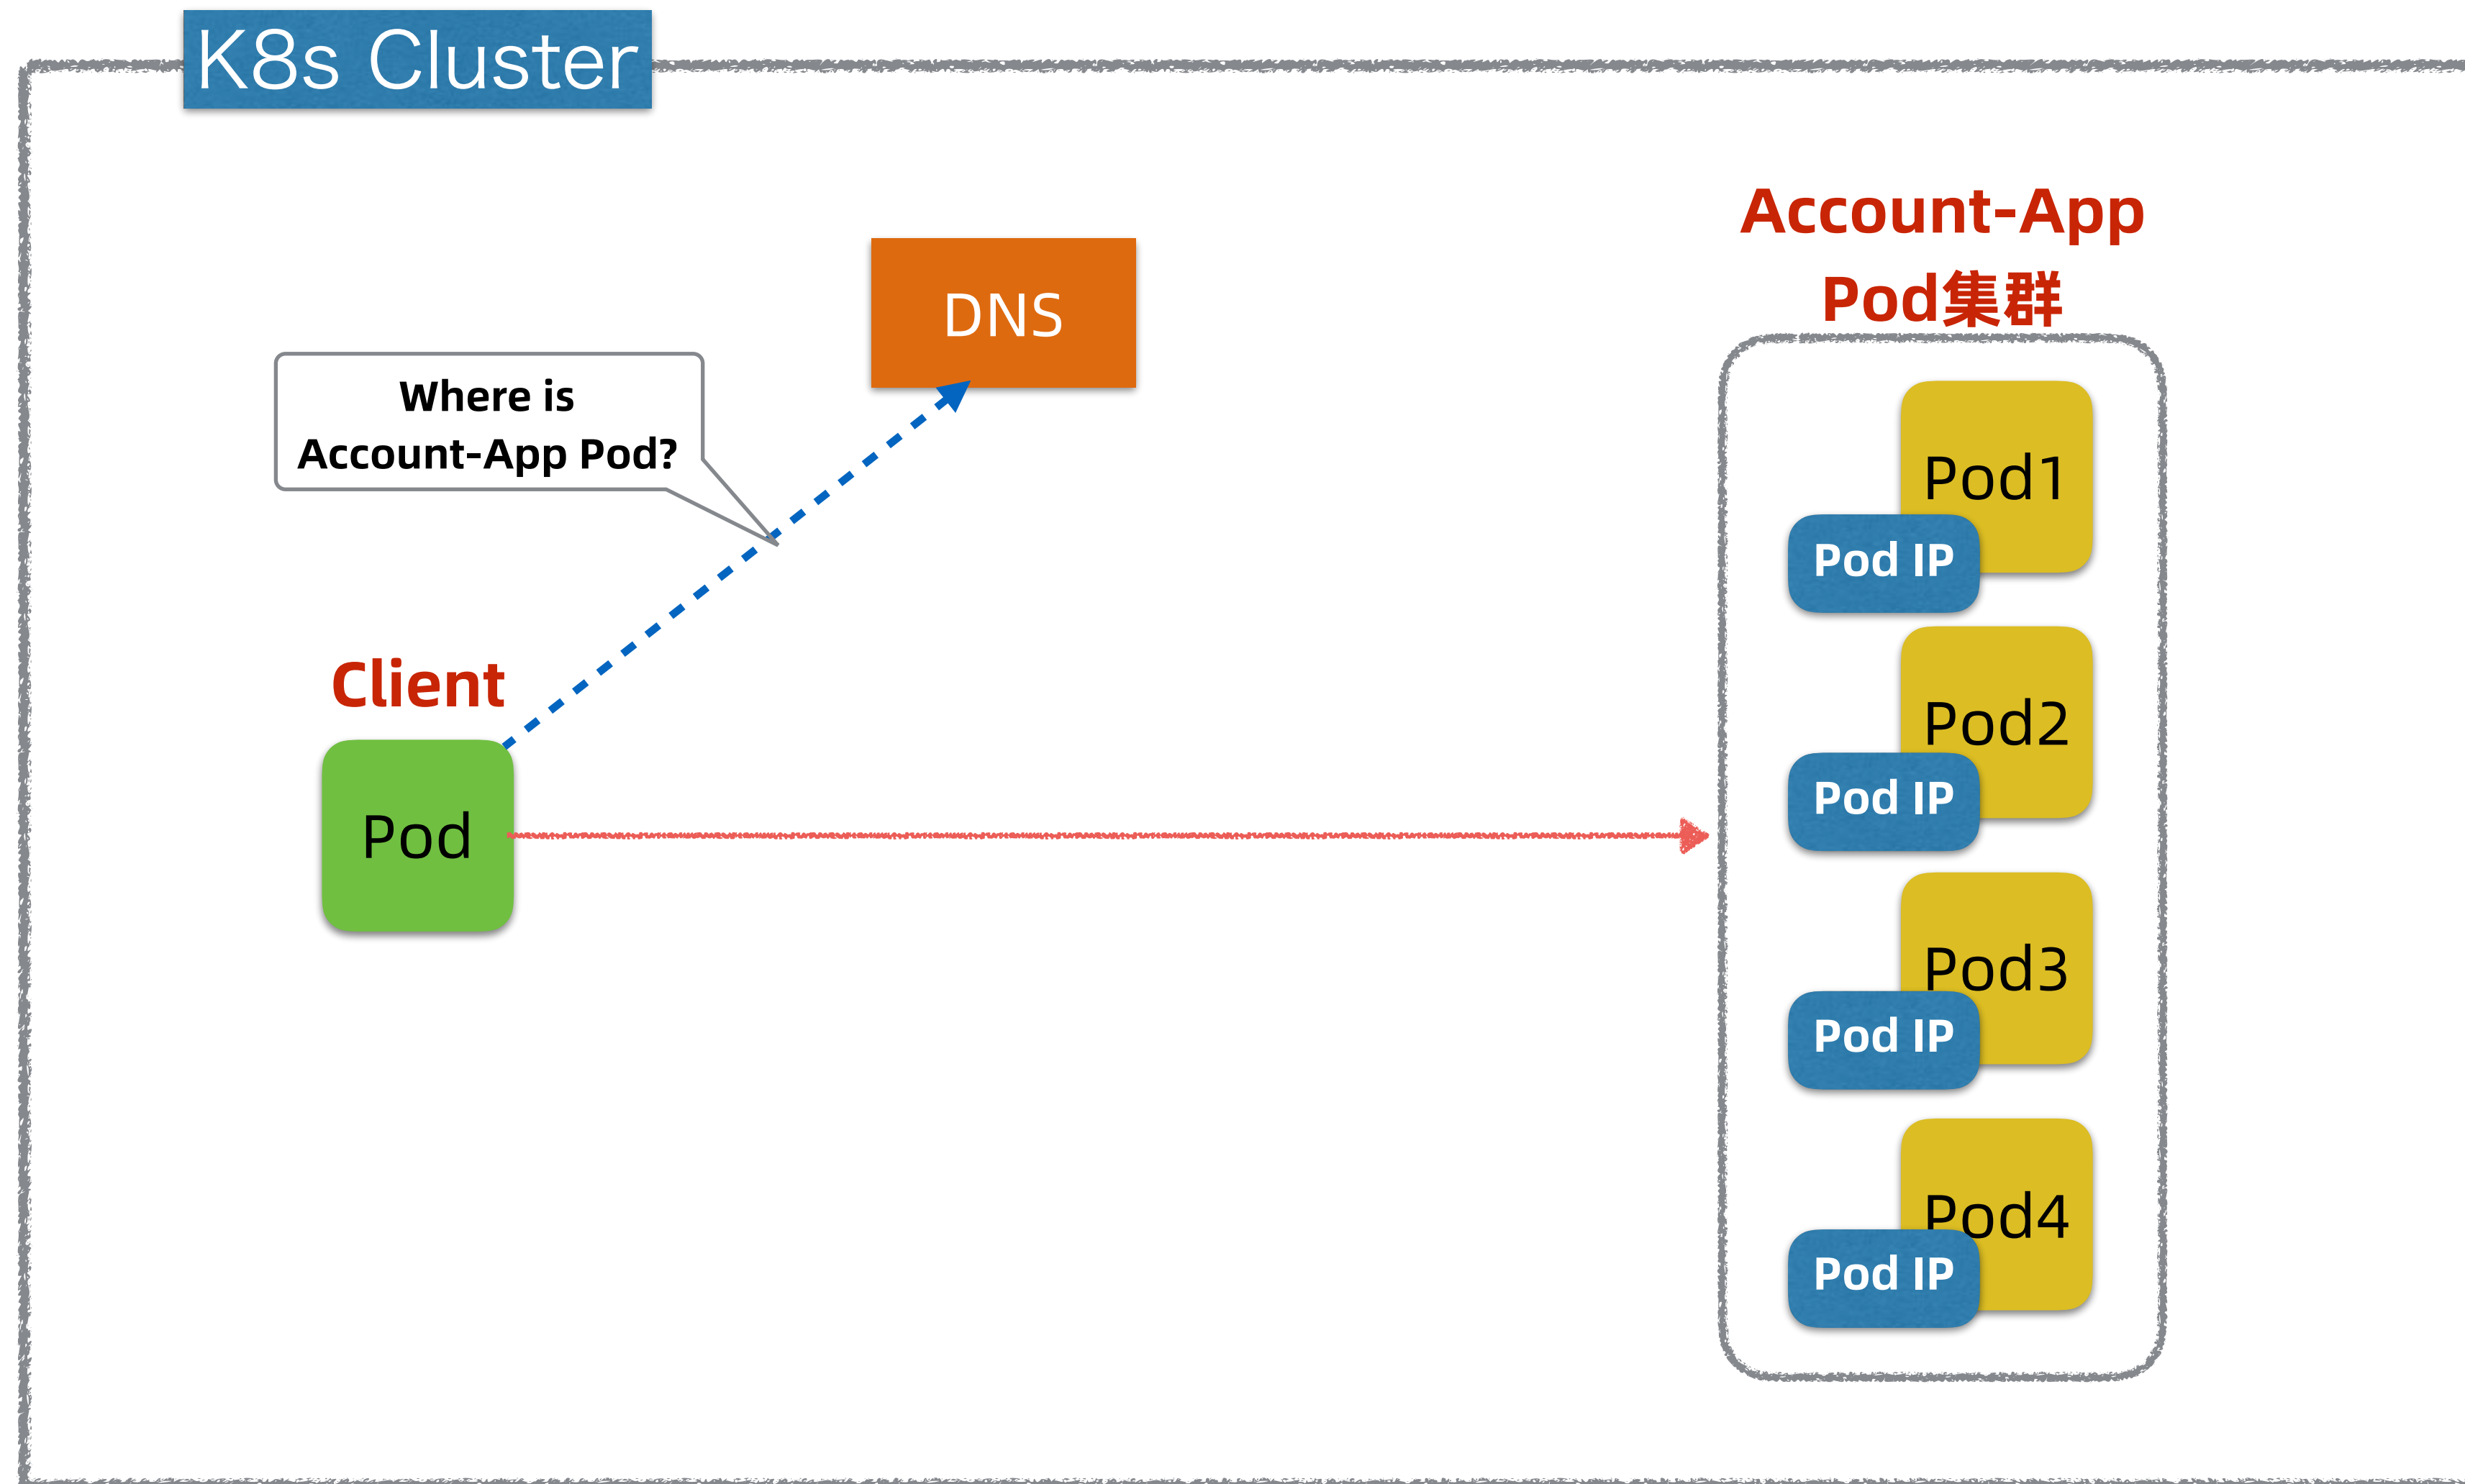 K8s Cluster
Account-App
Pod集群
DNS
Where is
Account-App Pod?
Client
Pod
Pod1
Pod IP
Pod2
Pod IP
Pod3
Pod IP
Pod4
Pod IP